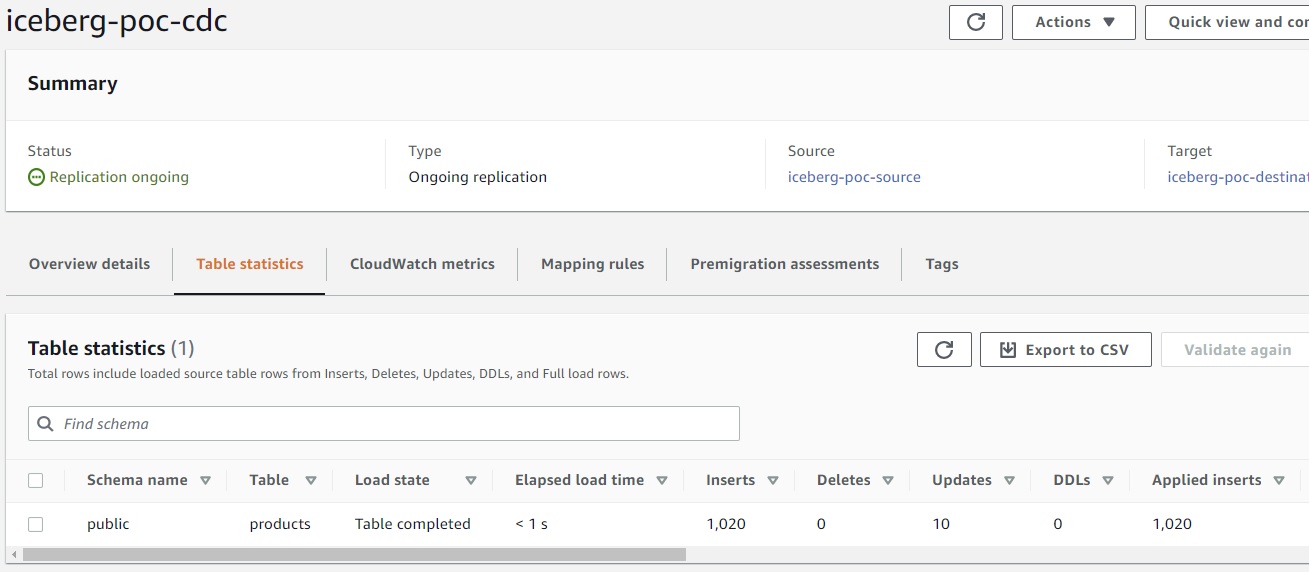 iceberg-poc-cdc
Actions
Quick view and cor
Summary
Status
Type
Source
Target
Replication ongoing
Ongoing replication
iceberg-poc-source
iceberg-poc-destinat
Overview details
Table statistics
CloudWatch metrics
Mapping rules
Premigration assessments
Tags
Table statistics (1)
Export to CSV
Validate again
Total rows include loaded source table rows from Inserts, Deletes, Updates, DDLs, and Full load rows.
Find schema
Schema name
Table
Load state
Elapsed load time
Inserts
Deletes
Updates
DDLs
Applied inserts
public
products
Table completed
< 1 s
1,020
0
10
0
1,020